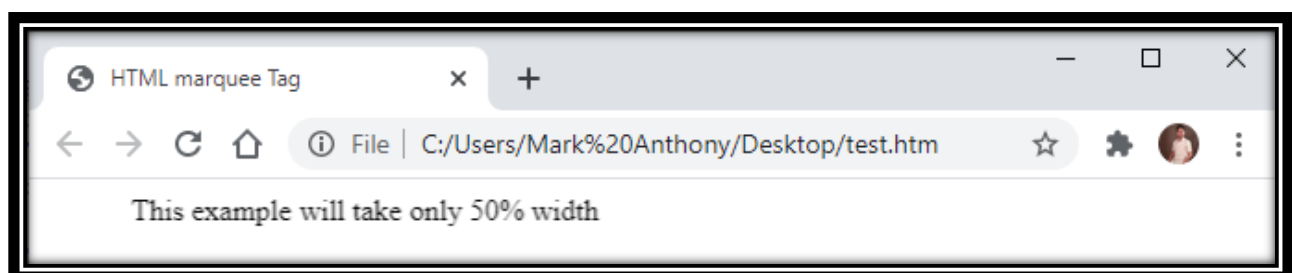 HTML marquee Tag
File | C:/Users/Mark%20Anthony/Desktop/test.htm
This example will take only 50% width